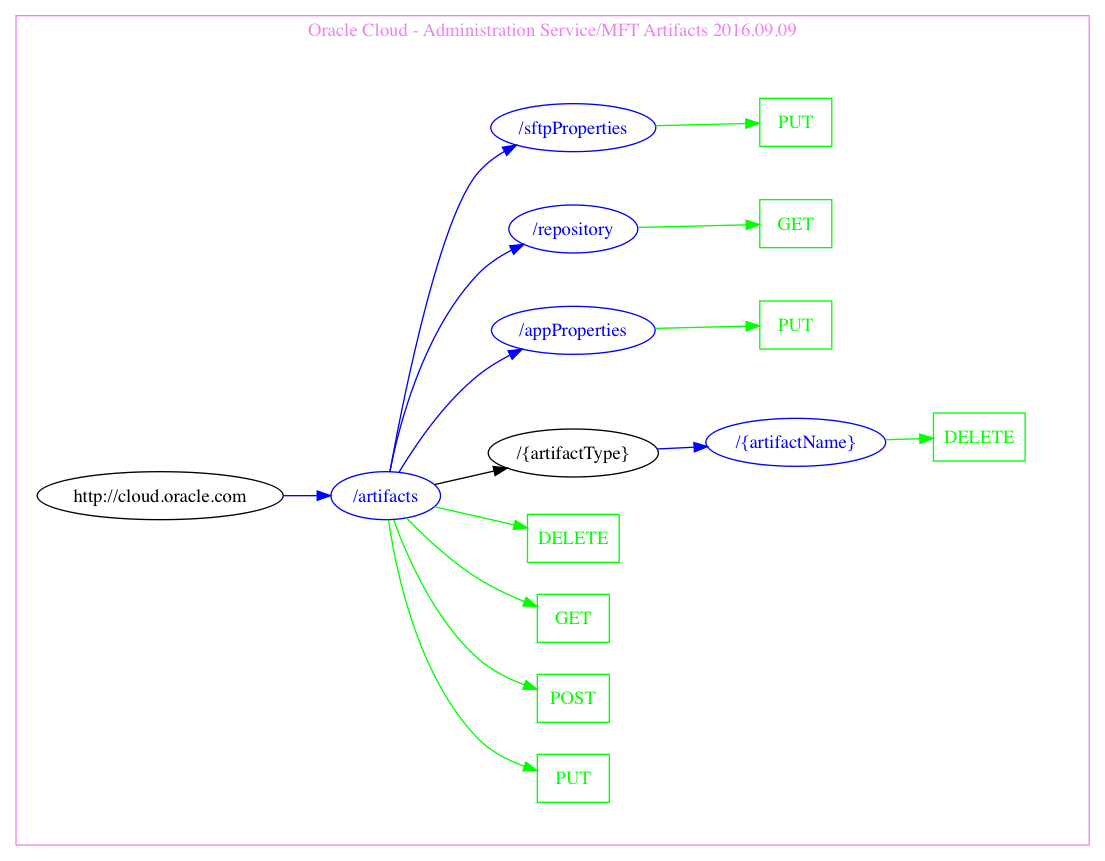 Oracle Cloud - Administration Service/MFT Artifacts 2016.09.09
/sftpProperties
PUT
/repository
GET
/appProperties
PUT
/{artifactType}
/{artifactName}
DELETE
http://cloud.oracle.com
/artifacts
DELETE
GET
POST
PUT